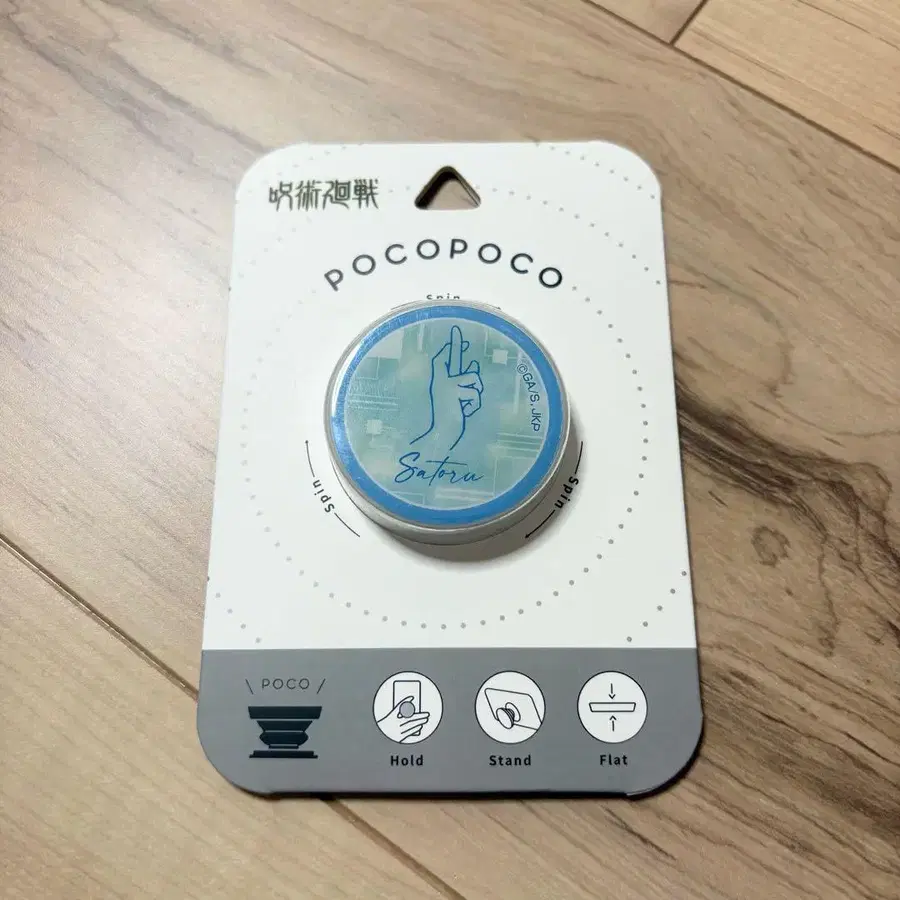 呪術廻戦
POCOPOCO
Spin
©GA/S,JKP
Satoru
Spin
Spin
\ POCO /
Hold
Stand
Flat